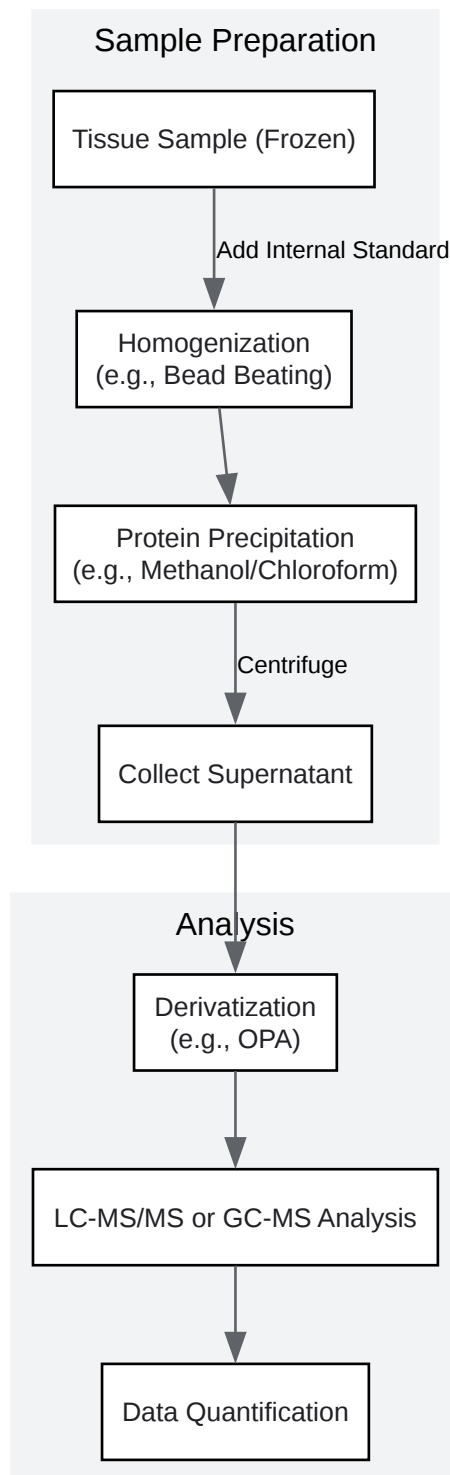 Sample Preparation
Tissue Sample (Frozen)
Add Internal Standard
Homogenization
(e.g., Bead Beating)
Protein Precipitation
(e.g., Methanol/Chloroform)
Centrifuge
Collect Supernatant
Analysis
Derivatization
(e.g., OPA)
LC-MS/MS or GC-MS Analysis
Data Quantification